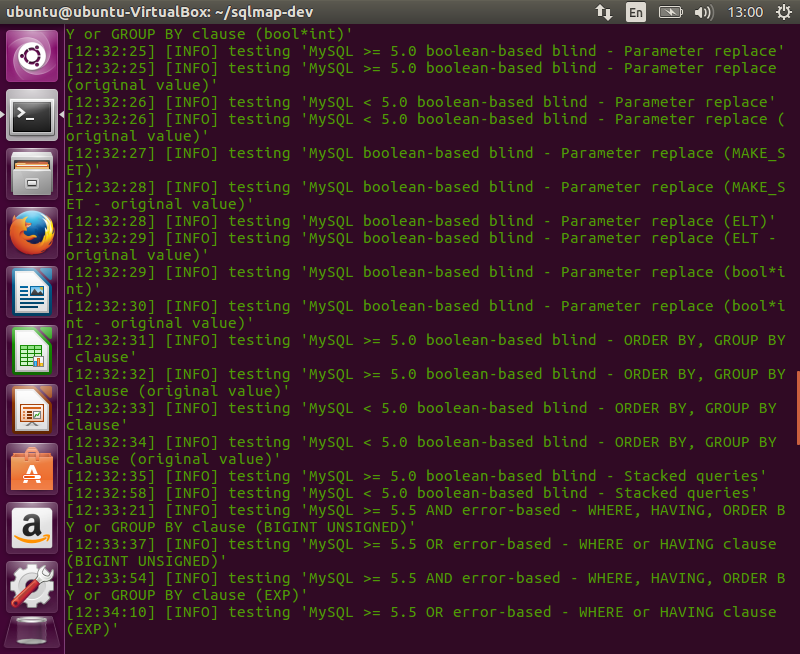 ubuntu@ubuntu-VirtualBox: ~/sqlmap-dev
En
13:00
Y or GROUP BY clause (bool*int)'
[12:32:25] [INFO] testing 'MySQL >= 5.0 boolean-based blind - Parameter replace'
[12:32:25] [INFO] testing 'MySQL >= 5.0 boolean-based blind - Parameter replace
(original value)'
[12:32:26] [INFO] testing 'MySQL < 5.0 boolean-based blind - Parameter replace'
[12:32:26] [INFO] testing 'MySQL < 5.0 boolean-based blind - Parameter replace (
original value)'
[12:32:27] [INFO] testing 'MySQL boolean-based blind - Parameter replace (MAKE_S
ET)'
[12:32:28] [INFO] testing 'MySQL boolean-based blind - Parameter replace (MAKE_S
ET - original value)'
[12:32:28] [INFO] testing 'MySQL boolean-based blind - Parameter replace (ELT)'
[12:32:29] [INFO] testing 'MySQL boolean-based blind - Parameter replace (ELT -
original value)'
[12:32:29] [INFO] testing 'MySQL boolean-based blind - Parameter replace (bool*i
nt)'
[12:32:30] [INFO] testing 'MySQL boolean-based blind - Parameter replace (bool*i
nt - original value)'
[12:32:31] [INFO] testing 'MySQL >= 5.0 boolean-based blind - ORDER BY, GROUP BY
 clause'
[12:32:32] [INFO] testing 'MySQL >= 5.0 boolean-based blind - ORDER BY, GROUP BY
 clause (original value)'
[12:32:33] [INFO] testing 'MySQL < 5.0 boolean-based blind - ORDER BY, GROUP BY
clause'
[12:32:34] [INFO] testing 'MySQL < 5.0 boolean-based blind - ORDER BY, GROUP BY
clause (original value)'
[12:32:35] [INFO] testing 'MySQL >= 5.0 boolean-based blind - Stacked queries'
[12:32:58] [INFO] testing 'MySQL < 5.0 boolean-based blind - Stacked queries'
[12:33:21] [INFO] testing 'MySQL >= 5.5 AND error-based - WHERE, HAVING, ORDER B
Y or GROUP BY clause (BIGINT UNSIGNED)'
[12:33:37] [INFO] testing 'MySQL >= 5.5 OR error-based - WHERE or HAVING clause
(BIGINT UNSIGNED)'
[12:33:54] [INFO] testing 'MySQL >= 5.5 AND error-based - WHERE, HAVING, ORDER B
Y or GROUP BY clause (EXP)'
[12:34:10] [INFO] testing 'MySQL >= 5.5 OR error-based - WHERE or HAVING clause
(EXP)'